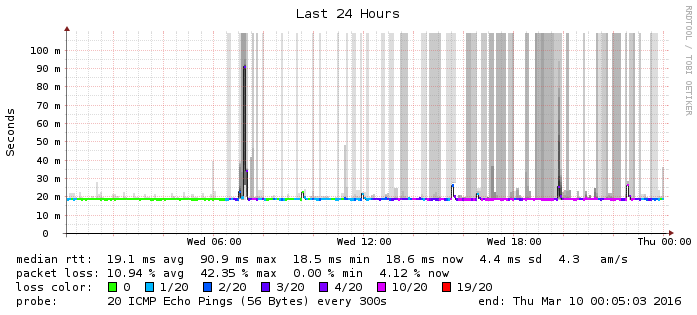 Last 24 Hours
RRDTOOL / TOBI OETIKER
Seconds
100 m
90 m
80 m
70 m
60 m
50 m
40 m
30 m
20 m
10 m
0
Wed 06:00 Wed 12:00 Wed 18:00 Thu 00:00
median rtt: 19.1 ms avg 90.9 ms max 18.5 ms min 18.6 ms now 4.4 ms sd 4.3 am/s
packet loss: 10.94 % avg 42.35 % max 0.00 % min 4.12 % now
loss color: 0 1/20 2/20 3/20 4/20 10/20 19/20
probe: 20 ICMP Echo Pings (56 Bytes) every 300s end: Thu Mar 10 00:05:03 2016